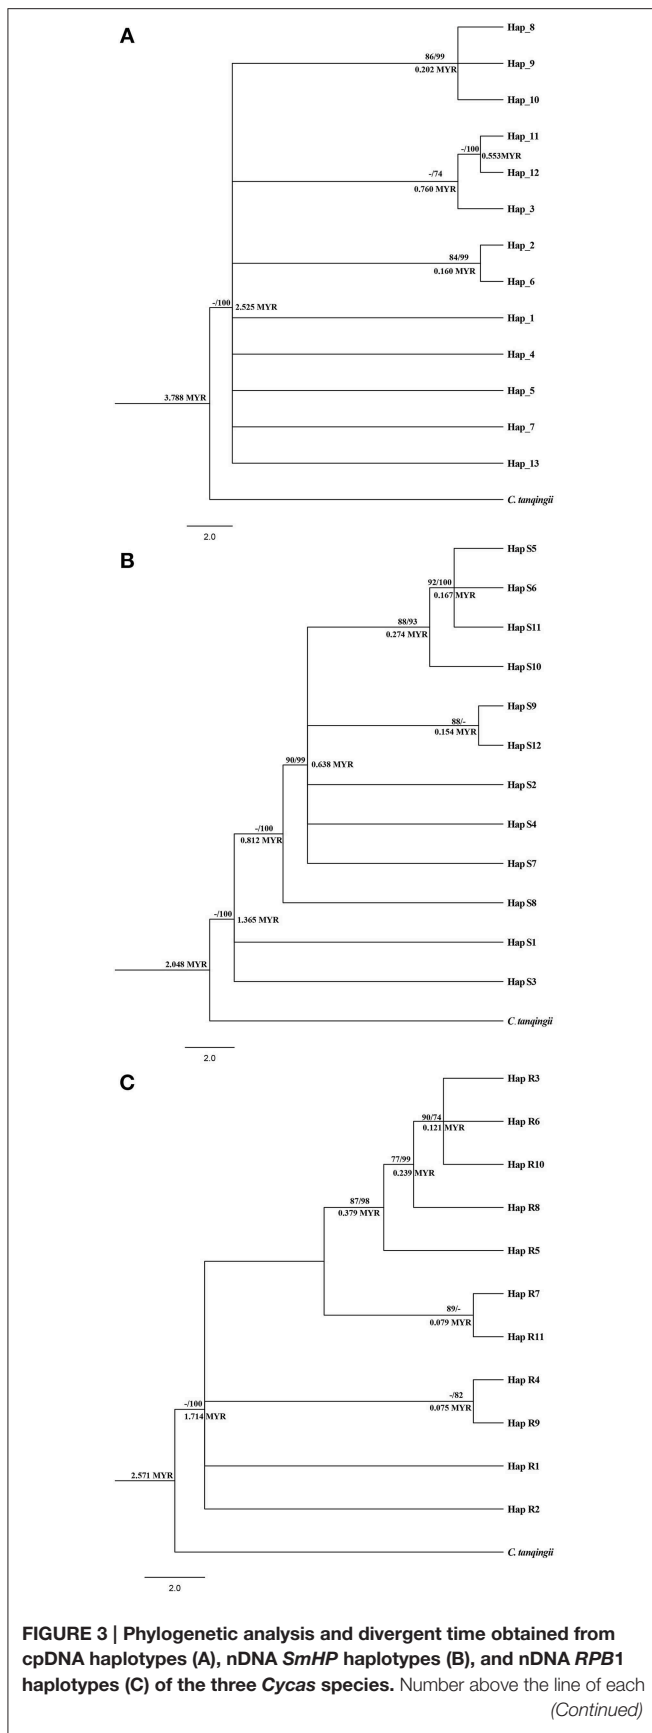 A
Hap_8
86/99
Hap_9
0.202 MYR
Hap_10
Hap_11
-/100
0.553MYR
-/74
Hap_12
0.760 MYR
Hap_3
Hap_2
84/99
0.160 MYR
Hap_6
-/100
2.525 MYR
Hap_1
Hap_4
Hap_5
3.788 MYR
Hap_7
Hap_13
C. tanqingii
2.0
B
Hap S5
92/100
Hap S6
0.167 MYR
88/93
Hap S11
0.274 MYR
Hap S10
Hap S9
88/-
0.154 MYR
Hap S12
90/99
0.638 MYR
Hap S2
-/100
Hap S4
0.812 MYR
Hap S7
Hap S8
-/100
1.365 MYR
Hap S1
2.048 MYR
Hap S3
C. tanqingii
2.0
C
Hap R3
90/74
Hap R6
0.121 MYR
77/99
Hap R10
0.239 MYR
87/98
Hap R8
0.379 MYR
Hap R5
Hap R7
89/-
0.079 MYR
Hap R11
Hap R4
-/82
-/100
0.075 MYR
1.714 MYR
Hap R9
Hap R1
2.571 MYR
Hap R2
C. tanqingii
2.0
FIGURE 3 | Phylogenetic analysis and divergent time obtained from
cpDNA haplotypes (A), nDNA SmHP haplotypes (B), and nDNA RPB1
haplotypes (C) of the three Cycas species. Number above the line of each
(Continued)